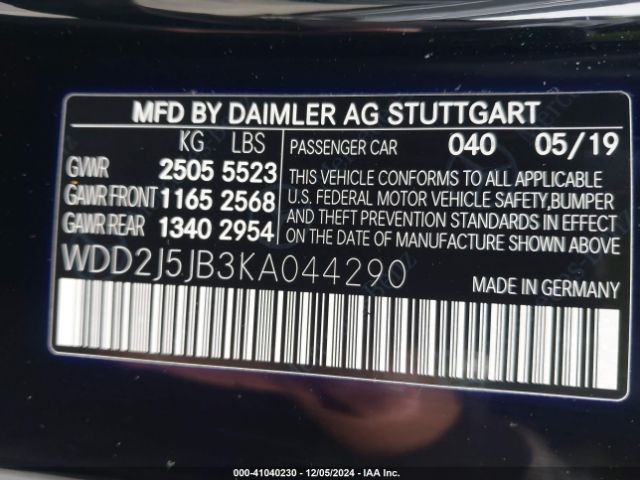 MFD BY DAIMLER AG STUTTGART
KG LBS
GVWR 2505 5523
GAWR FRONT 1165 2568
GAWR REAR 1340 2954
PASSENGER CAR 040 05/19
THIS VEHICLE CONFORMS TO ALL APPLICABLE
U.S. FEDERAL MOTOR VEHICLE SAFETY,BUMPER
AND THEFT PREVENTION STANDARDS IN EFFECT
ON THE DATE OF MANUFACTURE SHOWN ABOVE
WDD2J5JB3KA044290
MADE IN GERMANY
000-41040230 - 12/05/2024 - IAA Inc.